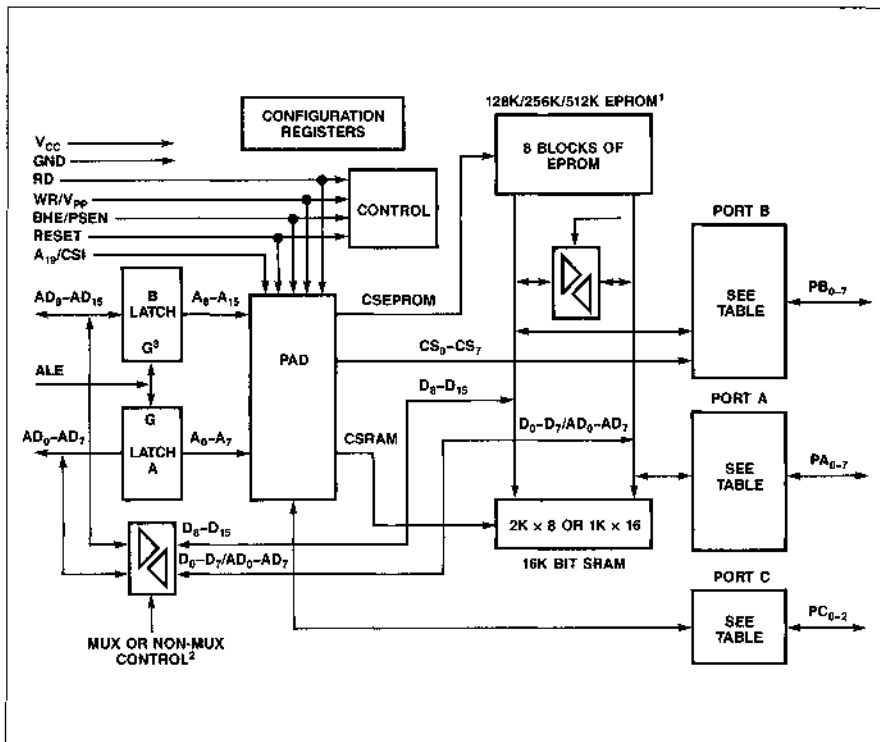 128K/256K/512K EPROM¹
CONFIGURATION
REGISTERS
8 BLOCKS OF
EPROM
V_CC
GND
RD
WR/V_PP
BHE/PSEN
RESET
A₁₉/CSI
CONTROL
PORT B
AD₈–AD₁₅
B
LATCH
G³
A₈–A₁₅
CSEPROM
SEE
TABLE
PB₀₋₇
PAD
CS₀–CS₇
ALE
D₈–D₁₅
PORT A
AD₀–AD₇
G
LATCH
A
A₀–A₇
CSRAM
D₀–D₇/AD₀–AD₇
SEE
TABLE
PA₀₋₇
2K × 8 OR 1K × 16
16K BIT SRAM
D₈–D₁₅
D₀–D₇/AD₀–AD₇
PORT C
SEE
TABLE
PC₀₋₂
MUX OR NON-MUX
CONTROL²